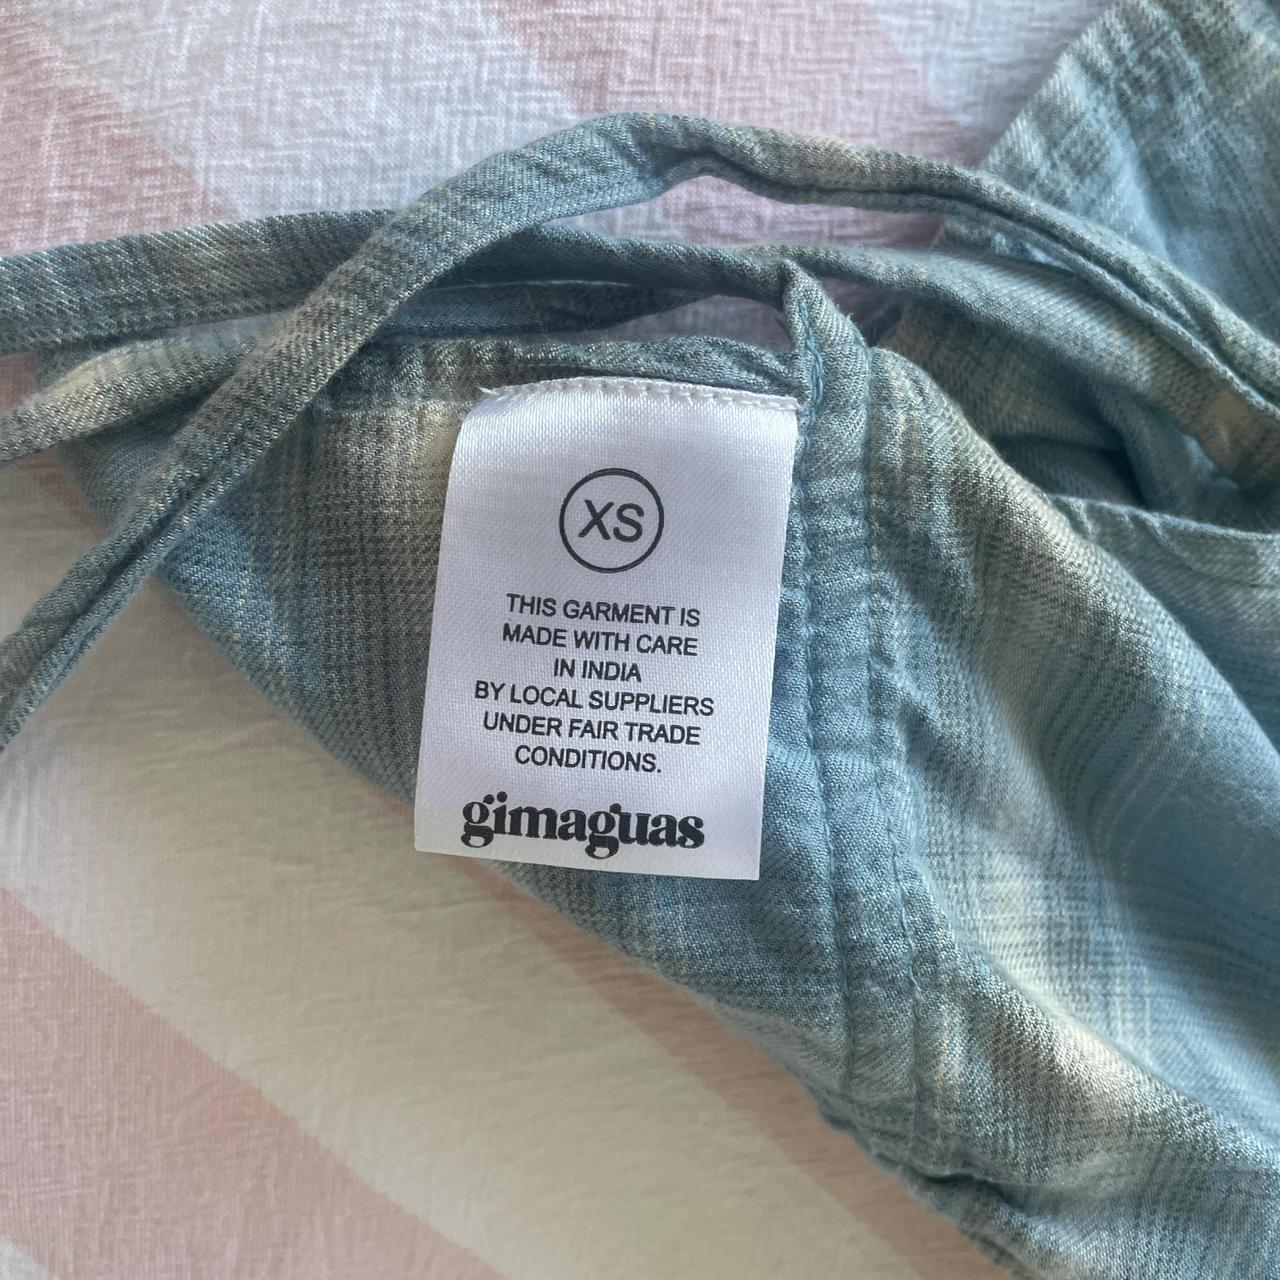 XS
THIS GARMENT IS
MADE WITH CARE
IN INDIA
BY LOCAL SUPPLIERS
UNDER FAIR TRADE
CONDITIONS.
gimaguas